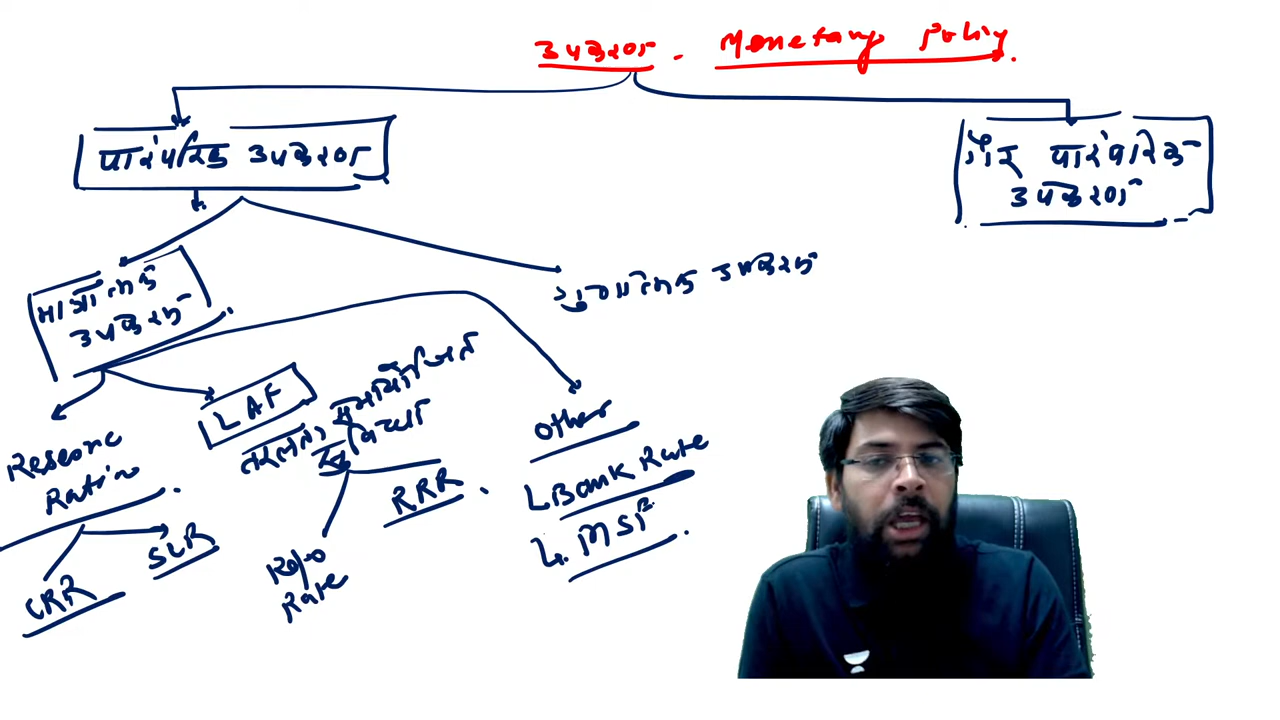 उपकरण - Monetary Policy.
पारंपरिक उपकरण
गैर पारंपारिक
उपकरण
मात्रात्मक
उपकरण
गुणात्मक उपकरण
Reserve
Ratio
CRR
SLR
LAF
तरलता समायोजन
सुविधा
Repo
Rate
RRR
Other
Bank Rate
MSF